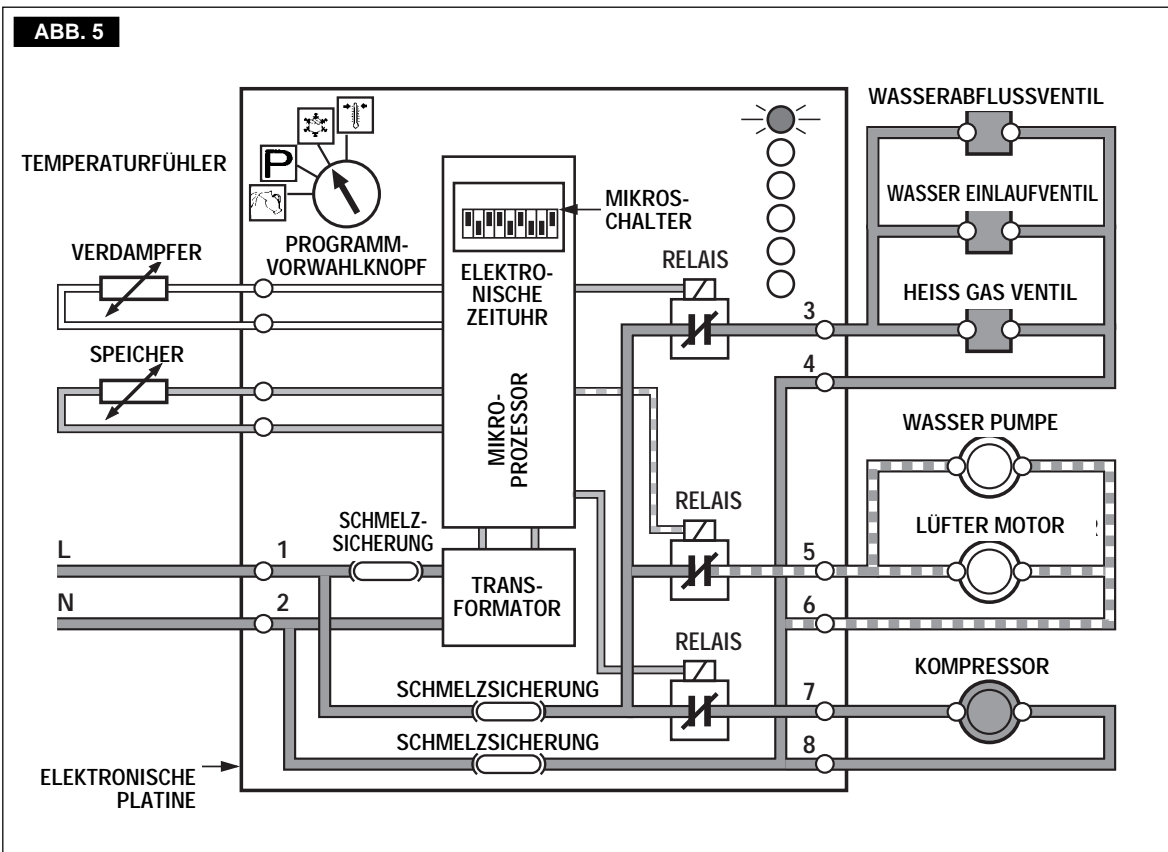 ABB. 5
WASSERABFLUSSVENTIL
TEMPERATURFÜHLER
P
WASSER EINLAUFVENTIL
MIKROS-
CHALTER
PROGRAMM-
VORWAHLKNOPF
VERDAMPFER
ELEKTRO-
NISCHE
ZEITUHR
RELAIS
HEISS GAS VENTIL
3
SPEICHER
4
MIKRO-
PROZESSOR
WASSER PUMPE
SCHMELZ-
SICHERUNG
RELAIS
LÜFTER MOTOR
L
1
5
TRANS-
FORMATOR
N
2
6
RELAIS
KOMPRESSOR
SCHMELZSICHERUNG
7
SCHMELZSICHERUNG
8
ELEKTRONISCHE
PLATINE